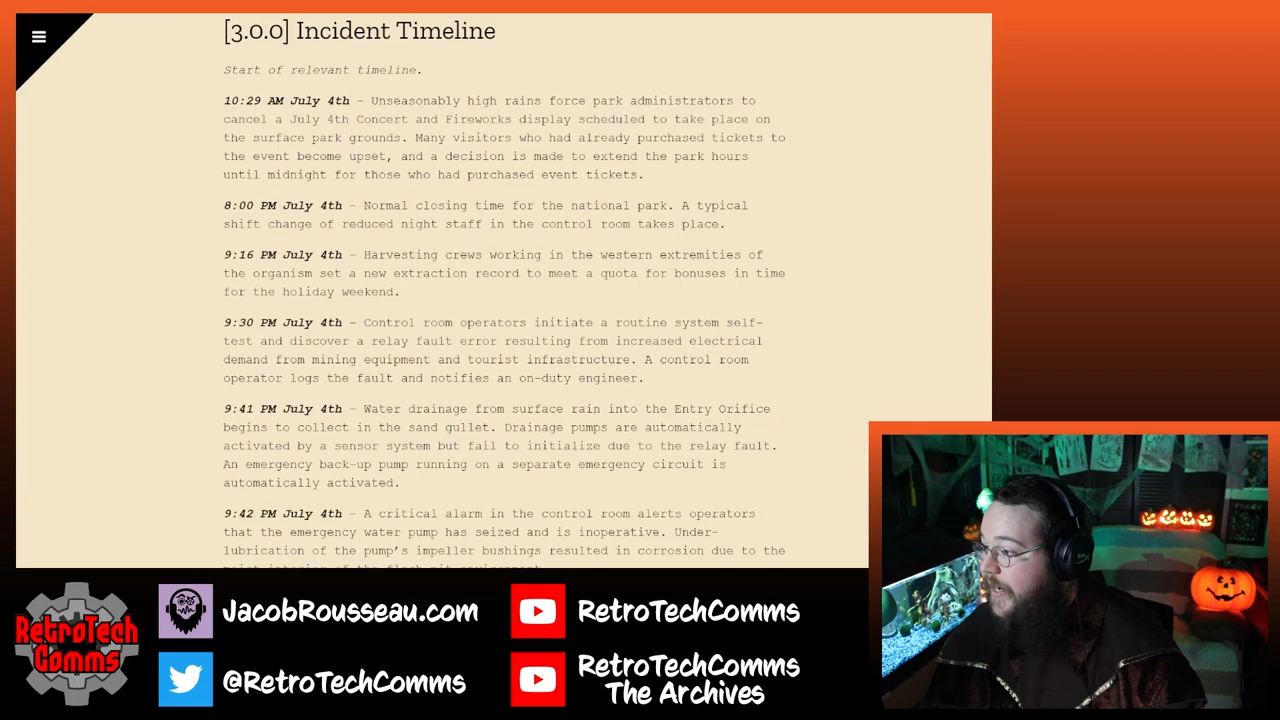 [3.0.0] Incident Timeline
Start of relevant timeline.
10:29 AM July 4th – Unseasonably high rains force park administrators to
cancel a July 4th Concert and Fireworks display scheduled to take place on
the surface park grounds. Many visitors who had already purchased tickets to
the event become upset, and a decision is made to extend the park hours
until midnight for those who had purchased event tickets.
8:00 PM July 4th – Normal closing time for the national park. A typical
shift change of reduced night staff in the control room takes place.
9:16 PM July 4th – Harvesting crews working in the western extremities of
the organism set a new extraction record to meet a quota for bonuses in time
for the holiday weekend.
9:30 PM July 4th – Control room operators initiate a routine system self-
test and discover a relay fault error resulting from increased electrical
demand from mining equipment and tourist infrastructure. A control room
operator logs the fault and notifies an on-duty engineer.
9:41 PM July 4th – Water drainage from surface rain into the Entry Orifice
begins to collect in the sand gullet. Drainage pumps are automatically
activated by a sensor system but fail to initialize due to the relay fault.
An emergency back-up pump running on a separate emergency circuit is
automatically activated.
9:42 PM July 4th – A critical alarm in the control room alerts operators
that the emergency water pump has seized and is inoperative. Under-
lubrication of the pump's impeller bushings resulted in corrosion due to the
RetroTech
Comms
JacobRousseau.com
@RetroTechComms
RetroTechComms
RetroTechComms
The Archives